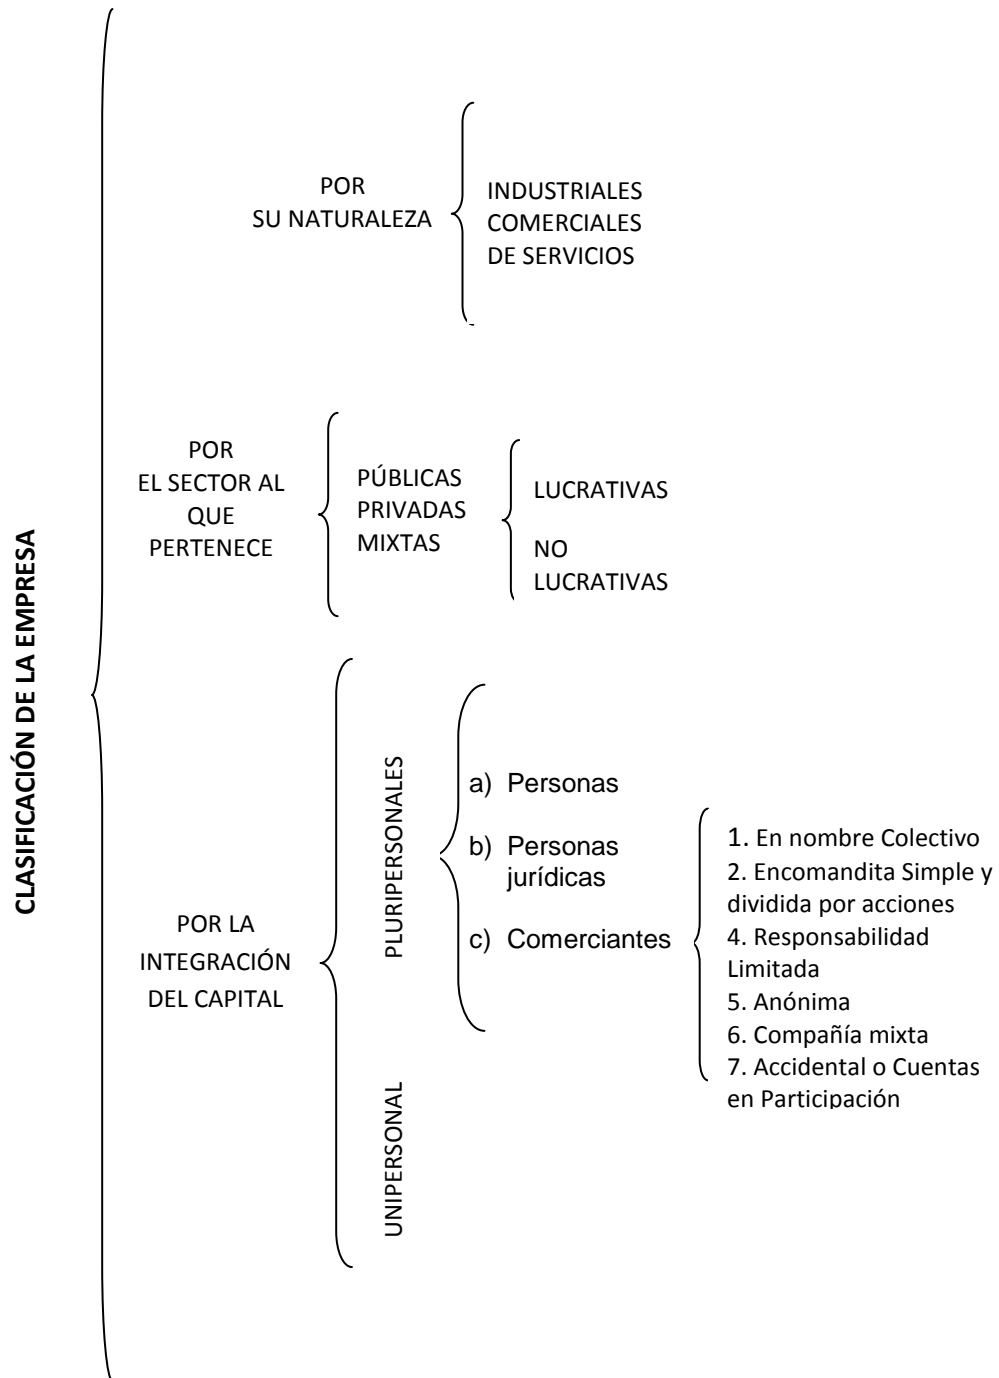 CLASIFICACIÓN DE LA EMPRESA
POR
SU NATURALEZA
INDUSTRIALES
COMERCIALES
DE SERVICIOS
POR
EL SECTOR AL
QUE
PERTENECE
PÚBLICAS
PRIVADAS
MIXTAS
LUCRATIVAS
NO
LUCRATIVAS
POR LA
INTEGRACIÓN
DEL CAPITAL
PLURIPERSONALES
a) Personas
b) Personas
jurídicas
c) Comerciantes
1. En nombre Colectivo
2. Encomandita Simple y
dividida por acciones
4. Responsabilidad
Limitada
5. Anónima
6. Compañía mixta
7. Accidental o Cuentas
en Participación
UNIPERSONAL